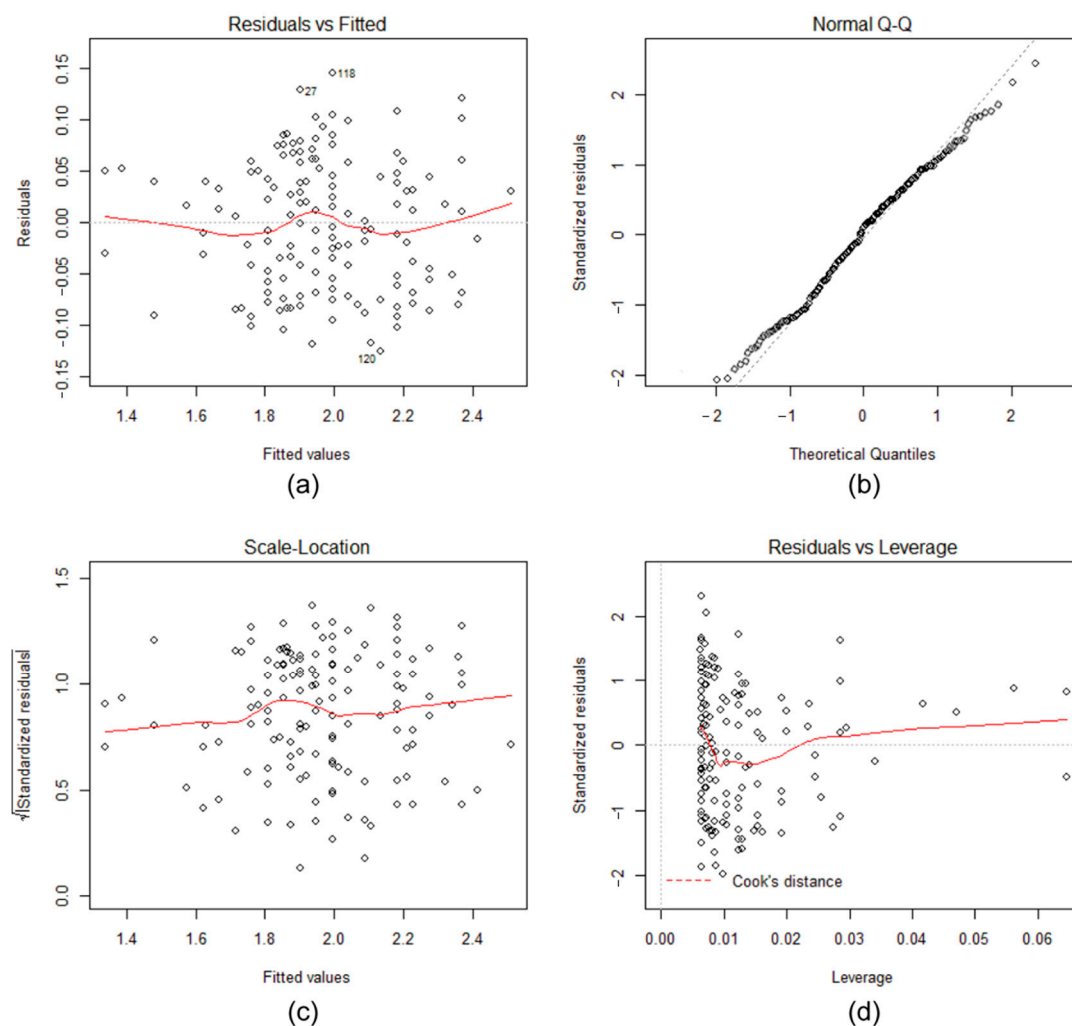 Residuals vs Fitted
Residuals
0.15
0.10
0.05
0.00
−0.05
−0.10
−0.15
118
27
120
1.4 1.6 1.8 2.0 2.2 2.4
Fitted values
(a)
Normal Q-Q
Standardized residuals
2
1
0
−1
−2
−2 −1 0 1 2
Theoretical Quantiles
(b)
Scale-Location
√|Standardized residuals|
1.5
1.0
0.5
0.0
1.4 1.6 1.8 2.0 2.2 2.4
Fitted values
(c)
Residuals vs Leverage
Standardized residuals
2
1
0
−1
−2
Cook's distance
0.00 0.01 0.02 0.03 0.04 0.05 0.06
Leverage
(d)